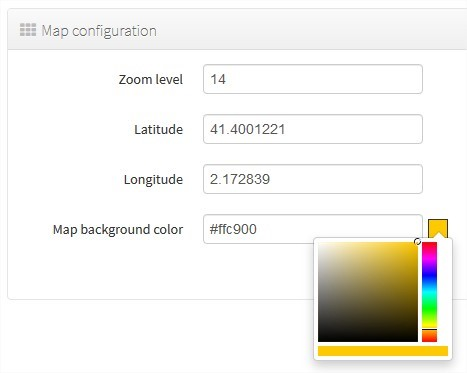 Map configuration
Zoom level 14
Latitude 41.4001221
Longitude 2.172839
Map background color #ffc900